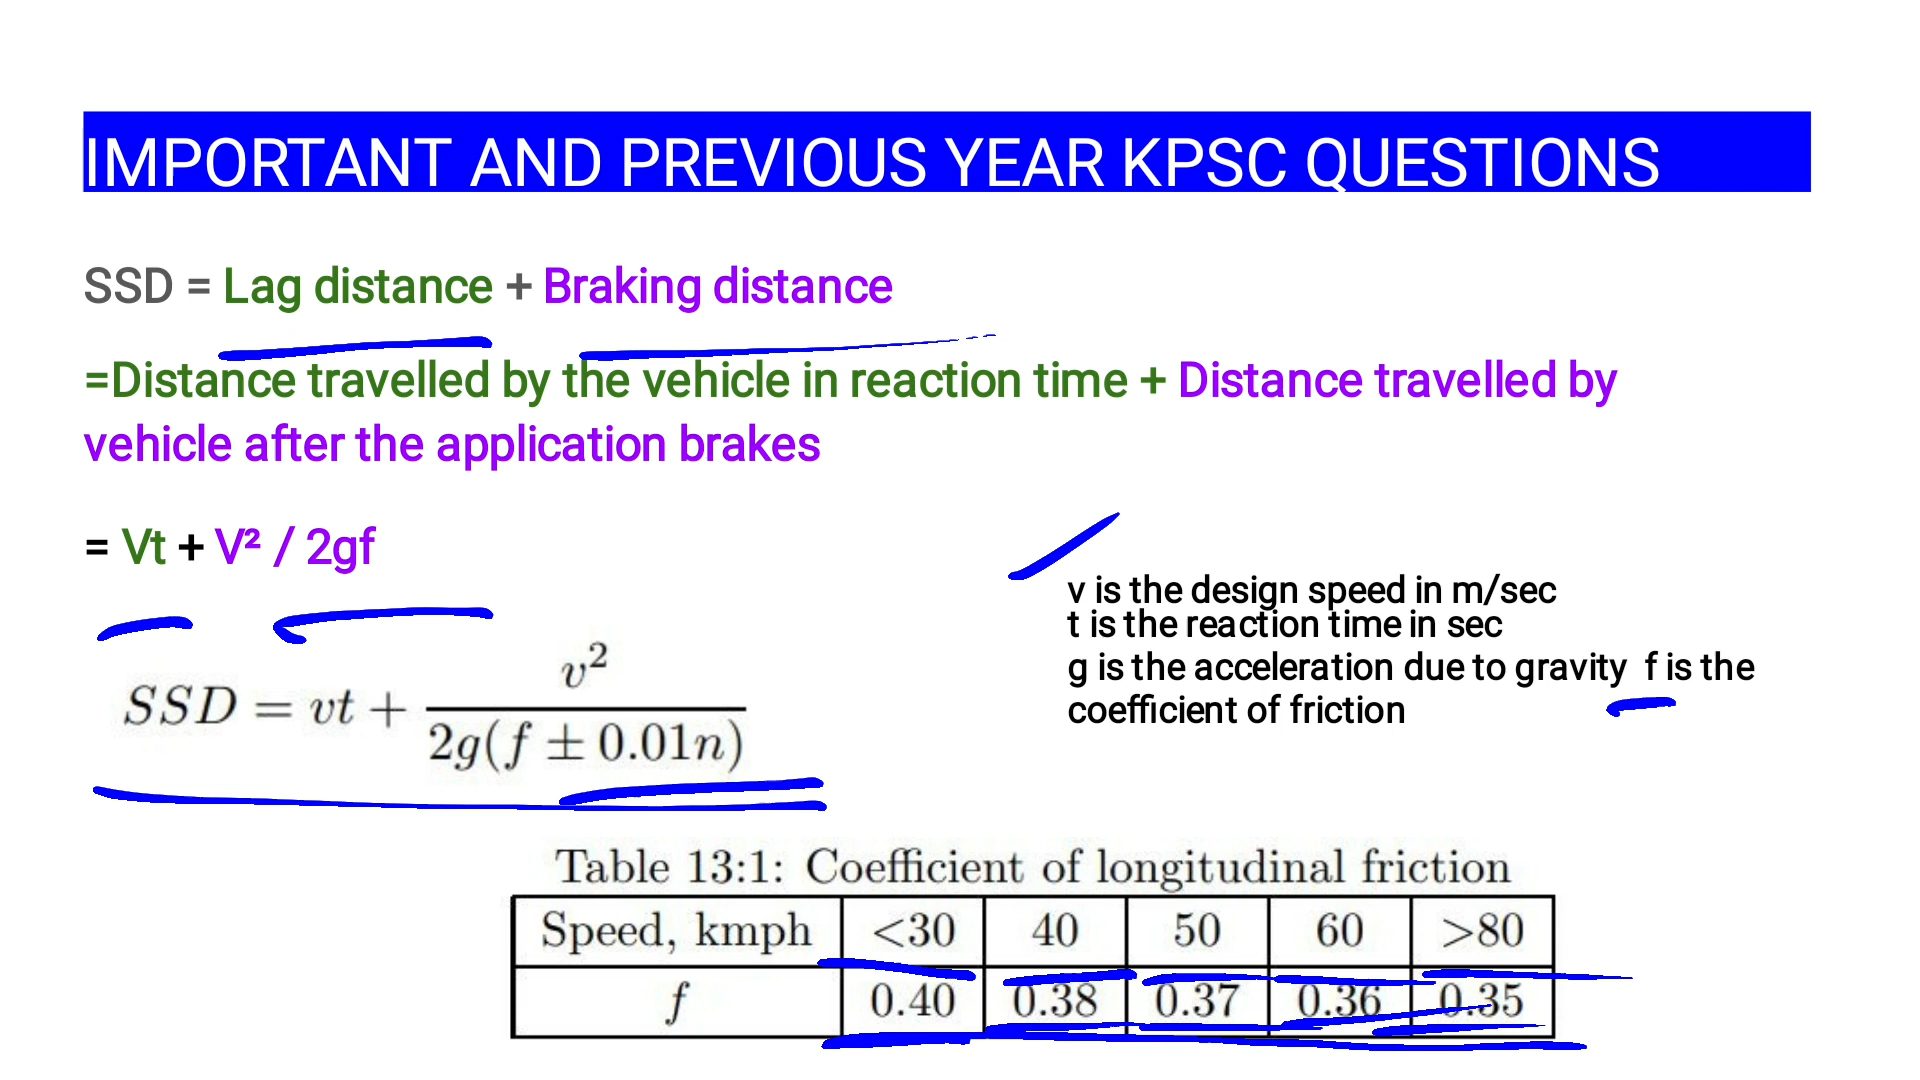 IMPORTANT AND PREVIOUS YEAR KPSC QUESTIONS
SSD = Lag distance + Braking distance
=Distance travelled by the vehicle in reaction time + Distance travelled by
vehicle after the application brakes
= Vt + V² / 2gf
v is the design speed in m/sec
t is the reaction time in sec
g is the acceleration due to gravity f is the
coefficient of friction
SSD = vt + v² / 2g(f ± 0.01n)
Table 13:1: Coefficient of longitudinal friction
Speed, kmph <30 40 50 60 >80
f 0.40 0.38 0.37 0.36 0.35